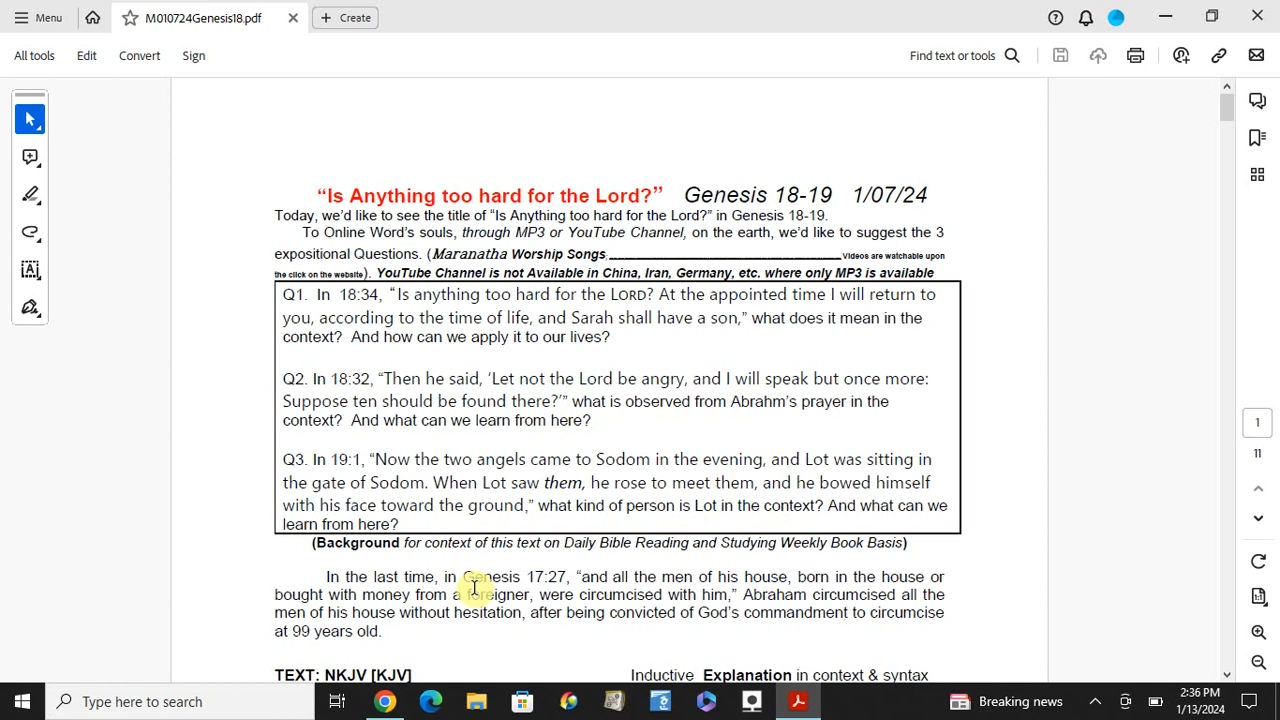 Menu
M010724Genesis18.pdf
Create
All tools
Edit
Convert
Sign
Find text or tools
“Is Anything too hard for the Lord?” Genesis 18-19 1/07/24
Today, we’d like to see the title of “Is Anything too hard for the Lord?” in Genesis 18-19.
To Online Word’s souls, through MP3 or YouTube Channel, on the earth, we’d like to suggest the 3
expositional Questions. (Maranatha Worship Songs: Videos are watchable upon
the click on the website). YouTube Channel is not Available in China, Iran, Germany, etc. where only MP3 is available
Q1. In 18:34, “Is anything too hard for the LORD? At the appointed time I will return to
you, according to the time of life, and Sarah shall have a son,” what does it mean in the
context? And how can we apply it to our lives?
Q2. In 18:32, “Then he said, ‘Let not the Lord be angry, and I will speak but once more:
Suppose ten should be found there?’” what is observed from Abrahm’s prayer in the
context? And what can we learn from here?
Q3. In 19:1, “Now the two angels came to Sodom in the evening, and Lot was sitting in
the gate of Sodom. When Lot saw them, he rose to meet them, and he bowed himself
with his face toward the ground,” what kind of person is Lot in the context? And what can we
learn from here?
(Background for context of this text on Daily Bible Reading and Studying Weekly Book Basis)
In the last time, in Genesis 17:27, “and all the men of his house, born in the house or
bought with money from a foreigner, were circumcised with him,” Abraham circumcised all the
men of his house without hesitation, after being convicted of God’s commandment to circumcise
at 99 years old.
TEXT: NKJV [KJV] Inductive Explanation in context & syntax
1
11
Type here to search
Breaking news
2:36 PM
1/13/2024